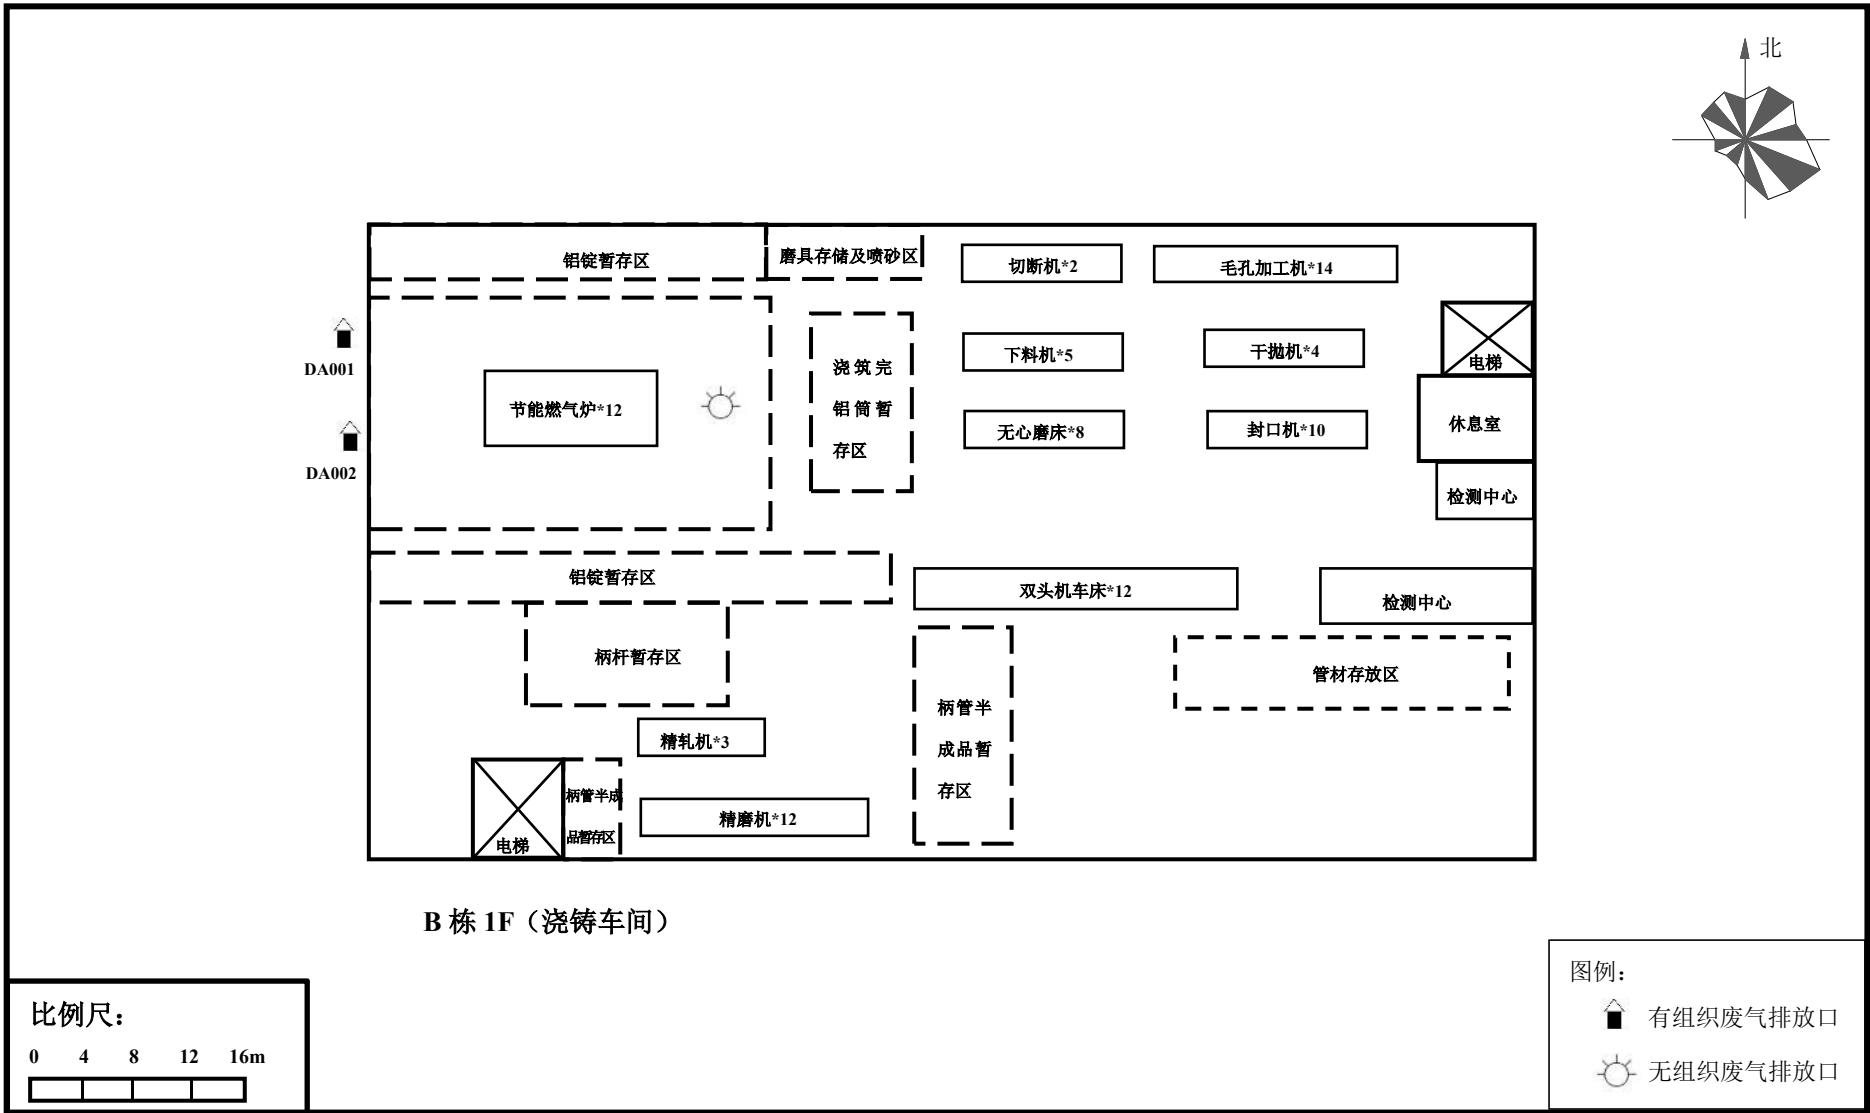 北
铝锭暂存区
磨具存储及喷砂区
切断机*2
毛孔加工机*14
DA001
节能燃气炉*12
浇筑完
铝筒暂
存区
下料机*5
干抛机*4
电梯
DA002
无心磨床*8
封口机*10
休息室
检测中心
铝锭暂存区
双头机车床*12
检测中心
柄杆暂存区
管材存放区
柄管半
成品暂
存区
精轧机*3
柄管半成
品暂存区
电梯
精磨机*12
B 栋 1F（浇铸车间）
比例尺：
0 4 8 12 16m
图例：
有组织废气排放口
无组织废气排放口